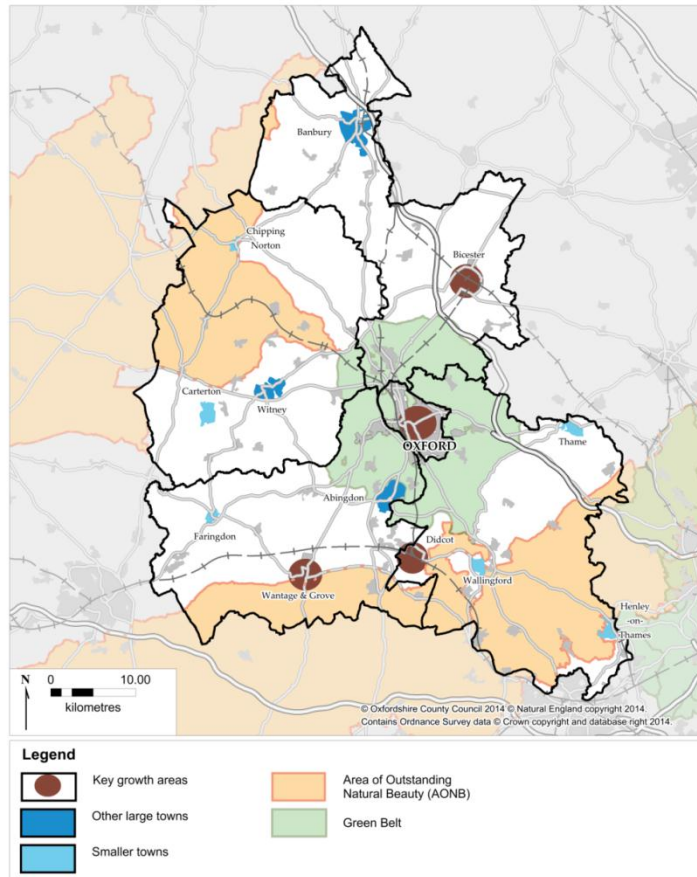 Banbury
Chipping
Norton
Bicester
Carterton
Witney
OXFORD
Thame
Abingdon
Faringdon
Didcot
Wantage & Grove
Wallingford
Henley
-on-
Thames
N
0 10.00
kilometres
© Oxfordshire County Council 2014 © Natural England copyright 2014.
Contains Ordnance Survey data © Crown copyright and database right 2014.
Legend
Key growth areas
Other large towns
Smaller towns
Area of Outstanding
Natural Beauty (AONB)
Green Belt